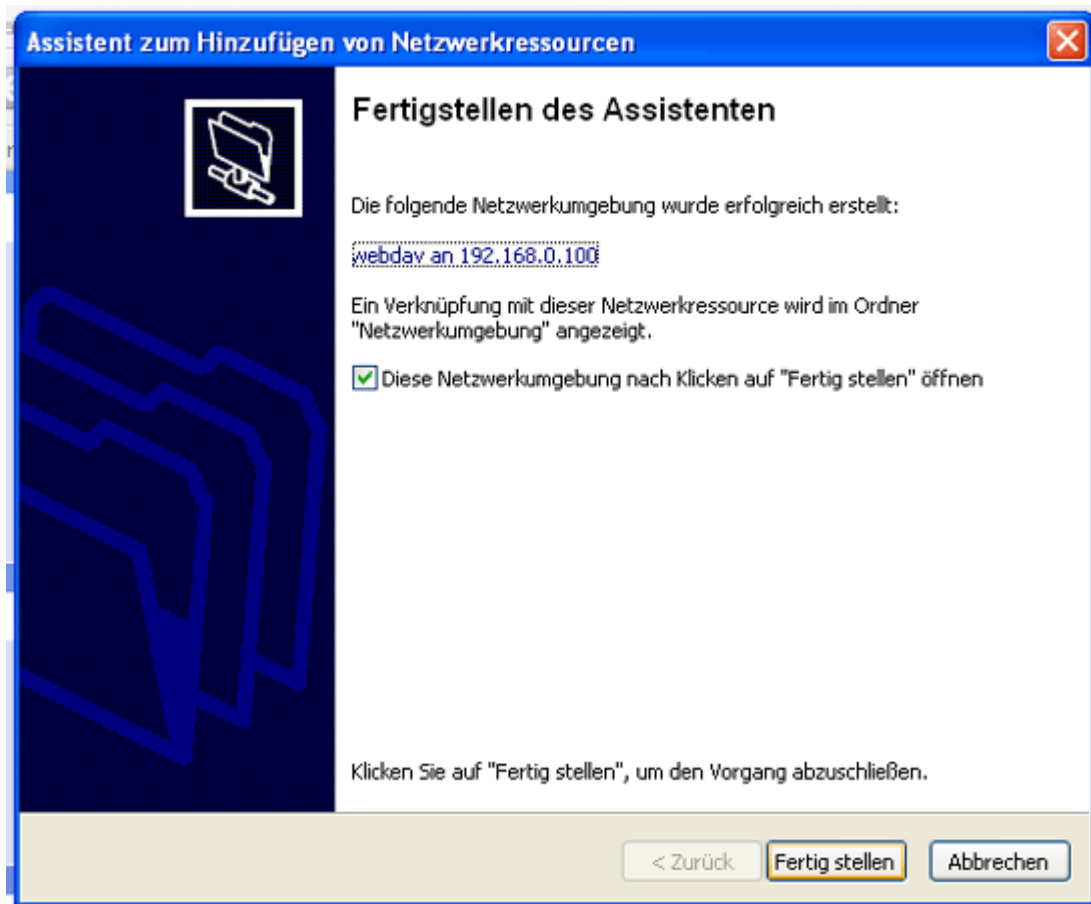 Assistent zum Hinzufügen von Netzwerkressourcen
Fertigstellen des Assistenten
Die folgende Netzwerkumgebung wurde erfolgreich erstellt:
webdav an 192.168.0.100
Ein Verknüpfung mit dieser Netzwerkressource wird im Ordner
"Netzwerkumgebung" angezeigt.
Diese Netzwerkumgebung nach Klicken auf "Fertig stellen" öffnen
Klicken Sie auf "Fertig stellen", um den Vorgang abzuschließen.
< Zurück Fertig stellen Abbrechen